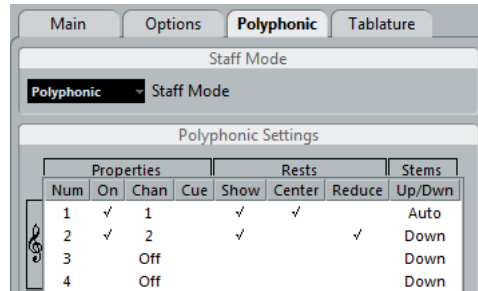 Main Options Polyphonic Tablature
Staff Mode
Polyphonic Staff Mode
Polyphonic Settings
Properties Rests Stems
Num On Chan Cue Show Center Reduce Up/Dwn
1 √ 1 √ √ Auto
2 √ 2 √ √ Down
3 Off Down
4 Off Down